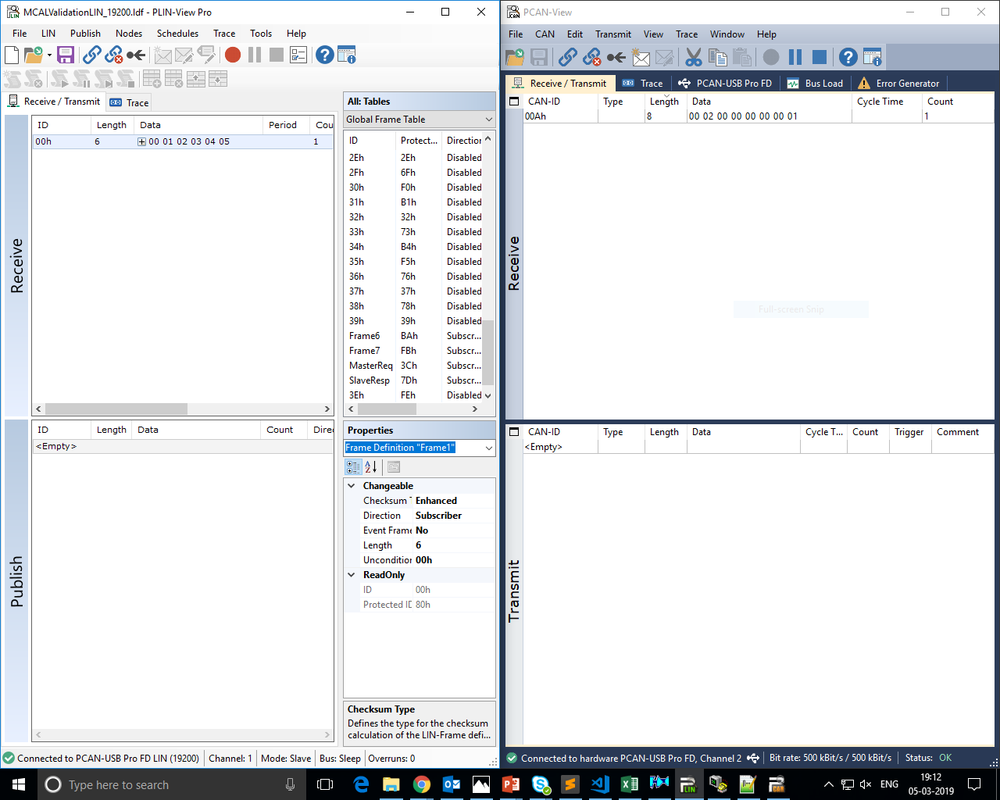 MCALValidationLIN_19200.ldf - PLIN-View Pro
File LIN Publish Nodes Schedules Trace Tools Help
Receive / Transmit Trace
ID Length Data Period Cou
00h 6 00 01 02 03 04 05 1
Receive
All: Tables
Global Frame Table
ID Protect... Direction
2Eh 2Eh Disabled
2Fh 6Fh Disabled
30h F0h Disabled
31h B1h Disabled
32h 32h Disabled
33h 73h Disabled
34h B4h Disabled
35h F5h Disabled
36h 76h Disabled
37h 37h Disabled
38h 78h Disabled
39h 39h Disabled
Frame6 BAh Subscr...
Frame7 FBh Subscr...
MasterReq 3Ch Subscr...
SlaveResp 7Dh Subscr...
3Eh FEh Disabled
ID Length Data Count Direc
<Empty>
Publish
Properties
Frame Definition "Frame1"
Changeable
Checksum T Enhanced
Direction Subscriber
Event Frame No
Length 6
Uncondition 00h
ReadOnly
ID 00h
Protected ID 80h
Checksum Type
Defines the type for the checksum
calculation of the LIN-Frame defi...
Connected to PCAN-USB Pro FD LIN (19200) Channel: 1 Mode: Slave Bus: Sleep Overruns: 0
PCAN-View
File CAN Edit Transmit View Trace Window Help
Receive / Transmit Trace PCAN-USB Pro FD Bus Load Error Generator
CAN-ID Type Length Data Cycle Time Count
00Ah 8 00 02 00 00 00 00 00 01 1
Receive
Full-screen Snip
CAN-ID Type Length Data Cycle T... Count Trigger Comment
<Empty>
Transmit
Connected to hardware PCAN-USB Pro FD, Channel 2 Bit rate: 500 kBit/s / 500 kBit/s Status: OK
Type here to search
ENG
19:12
05-03-2019